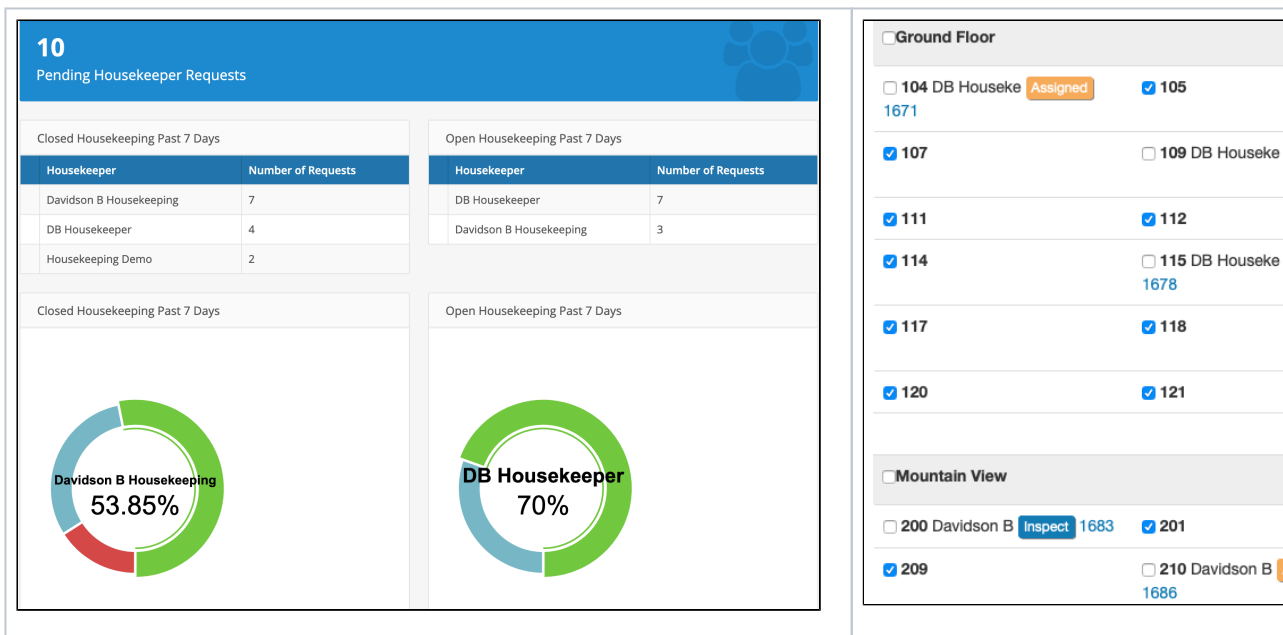 10
Pending Housekeeper Requests
Closed Housekeeping Past 7 Days
Housekeeper Number of Requests
Davidson B Housekeeping 7
DB Housekeeper 4
Housekeeping Demo 2
Open Housekeeping Past 7 Days
Housekeeper Number of Requests
DB Housekeeper 7
Davidson B Housekeeping 3
Closed Housekeeping Past 7 Days
Davidson B Housekeeping
53.85%
Open Housekeeping Past 7 Days
DB Housekeeper
70%
Ground Floor
104 DB Houseke Assigned 105
1671
107 109 DB Houseke
111 112
114 115 DB Houseke
1678
117 118
120 121
Mountain View
200 Davidson B Inspect 1683 201
209 210 Davidson B
1686